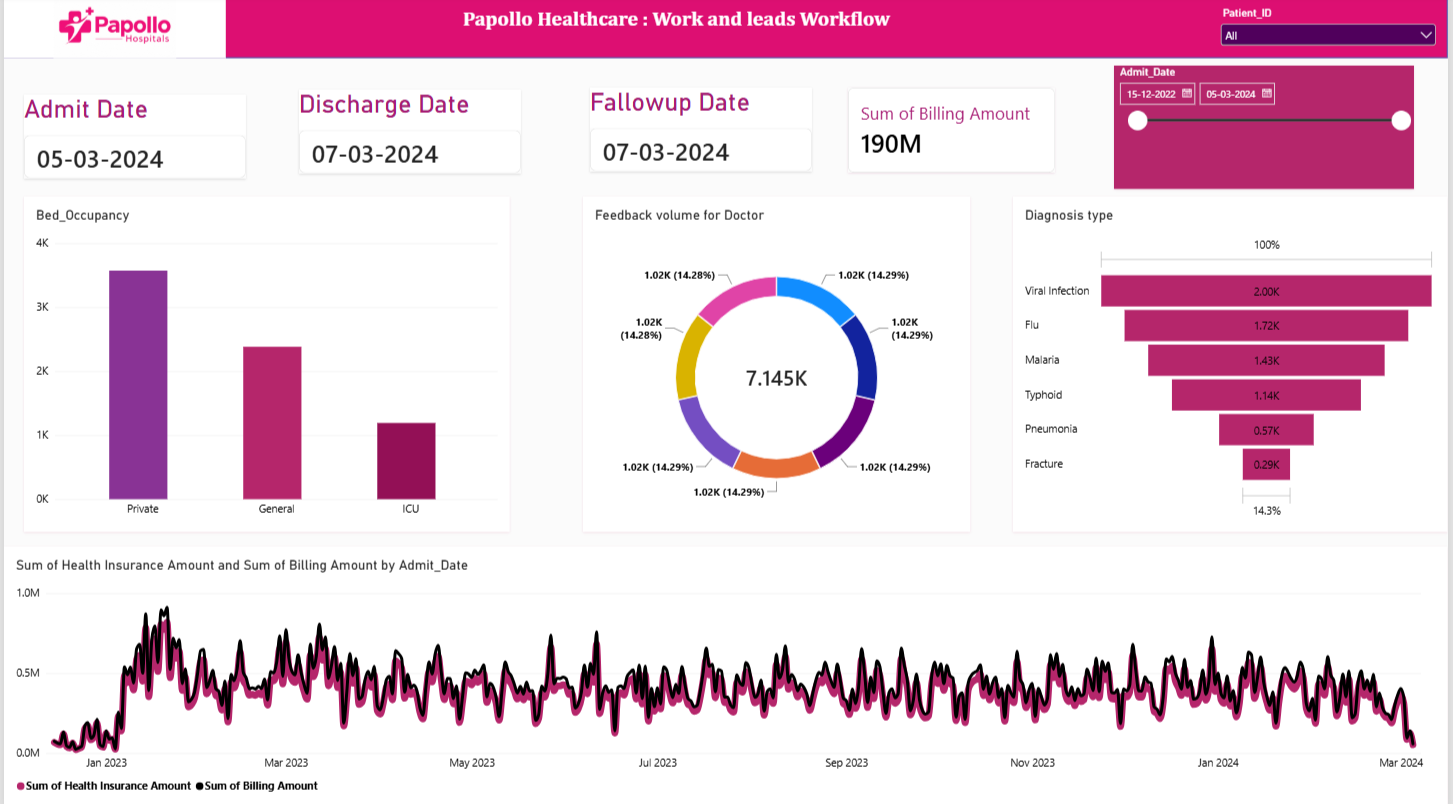 Papollo
Hospitals
Papollo Healthcare : Work and leads Workflow
Patient_ID
All
Admit Date
05-03-2024
Discharge Date
07-03-2024
Fallowup Date
07-03-2024
Sum of Billing Amount
190M
Admit_Date
15-12-2022
05-03-2024
Bed_Occupancy
4K
3K
2K
1K
0K
Private
General
ICU
Feedback volume for Doctor
1.02K (14.28%)
1.02K (14.29%)
1.02K
(14.28%)
1.02K
(14.29%)
7.145K
1.02K (14.29%)
1.02K (14.29%)
1.02K (14.29%)
Diagnosis type
100%
Viral Infection 2.00K
Flu 1.72K
Malaria 1.43K
Typhoid 1.14K
Pneumonia 0.57K
Fracture 0.29K
14.3%
Sum of Health Insurance Amount and Sum of Billing Amount by Admit_Date
1.0M
0.5M
0.0M
Jan 2023
Mar 2023
May 2023
Jul 2023
Sep 2023
Nov 2023
Jan 2024
Mar 2024
Sum of Health Insurance Amount
Sum of Billing Amount